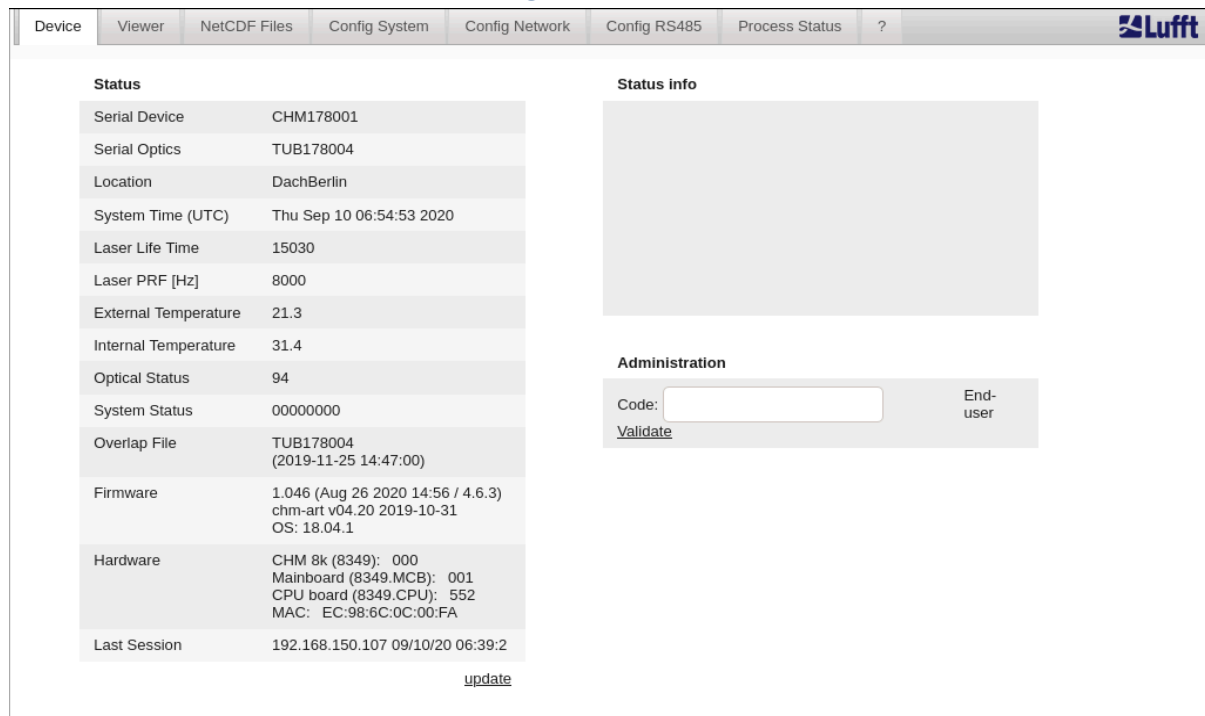 Device Viewer NetCDF Files Config System Config Network Config RS485 Process Status ? Lufft
Status
Serial Device CHM178001
Serial Optics TUB178004
Location DachBerlin
System Time (UTC) Thu Sep 10 06:54:53 2020
Laser Life Time 15030
Laser PRF [Hz] 8000
External Temperature 21.3
Internal Temperature 31.4
Optical Status 94
System Status 00000000
Overlap File TUB178004
(2019-11-25 14:47:00)
Firmware 1.046 (Aug 26 2020 14:56 / 4.6.3)
chm-art v04.20 2019-10-31
OS: 18.04.1
Hardware CHM 8k (8349): 000
Mainboard (8349.MCB): 001
CPU board (8349.CPU): 552
MAC: EC:98:6C:0C:00:FA
Last Session 192.168.150.107 09/10/20 06:39:2
update
Status info
Administration
Code:
End-
user
Validate